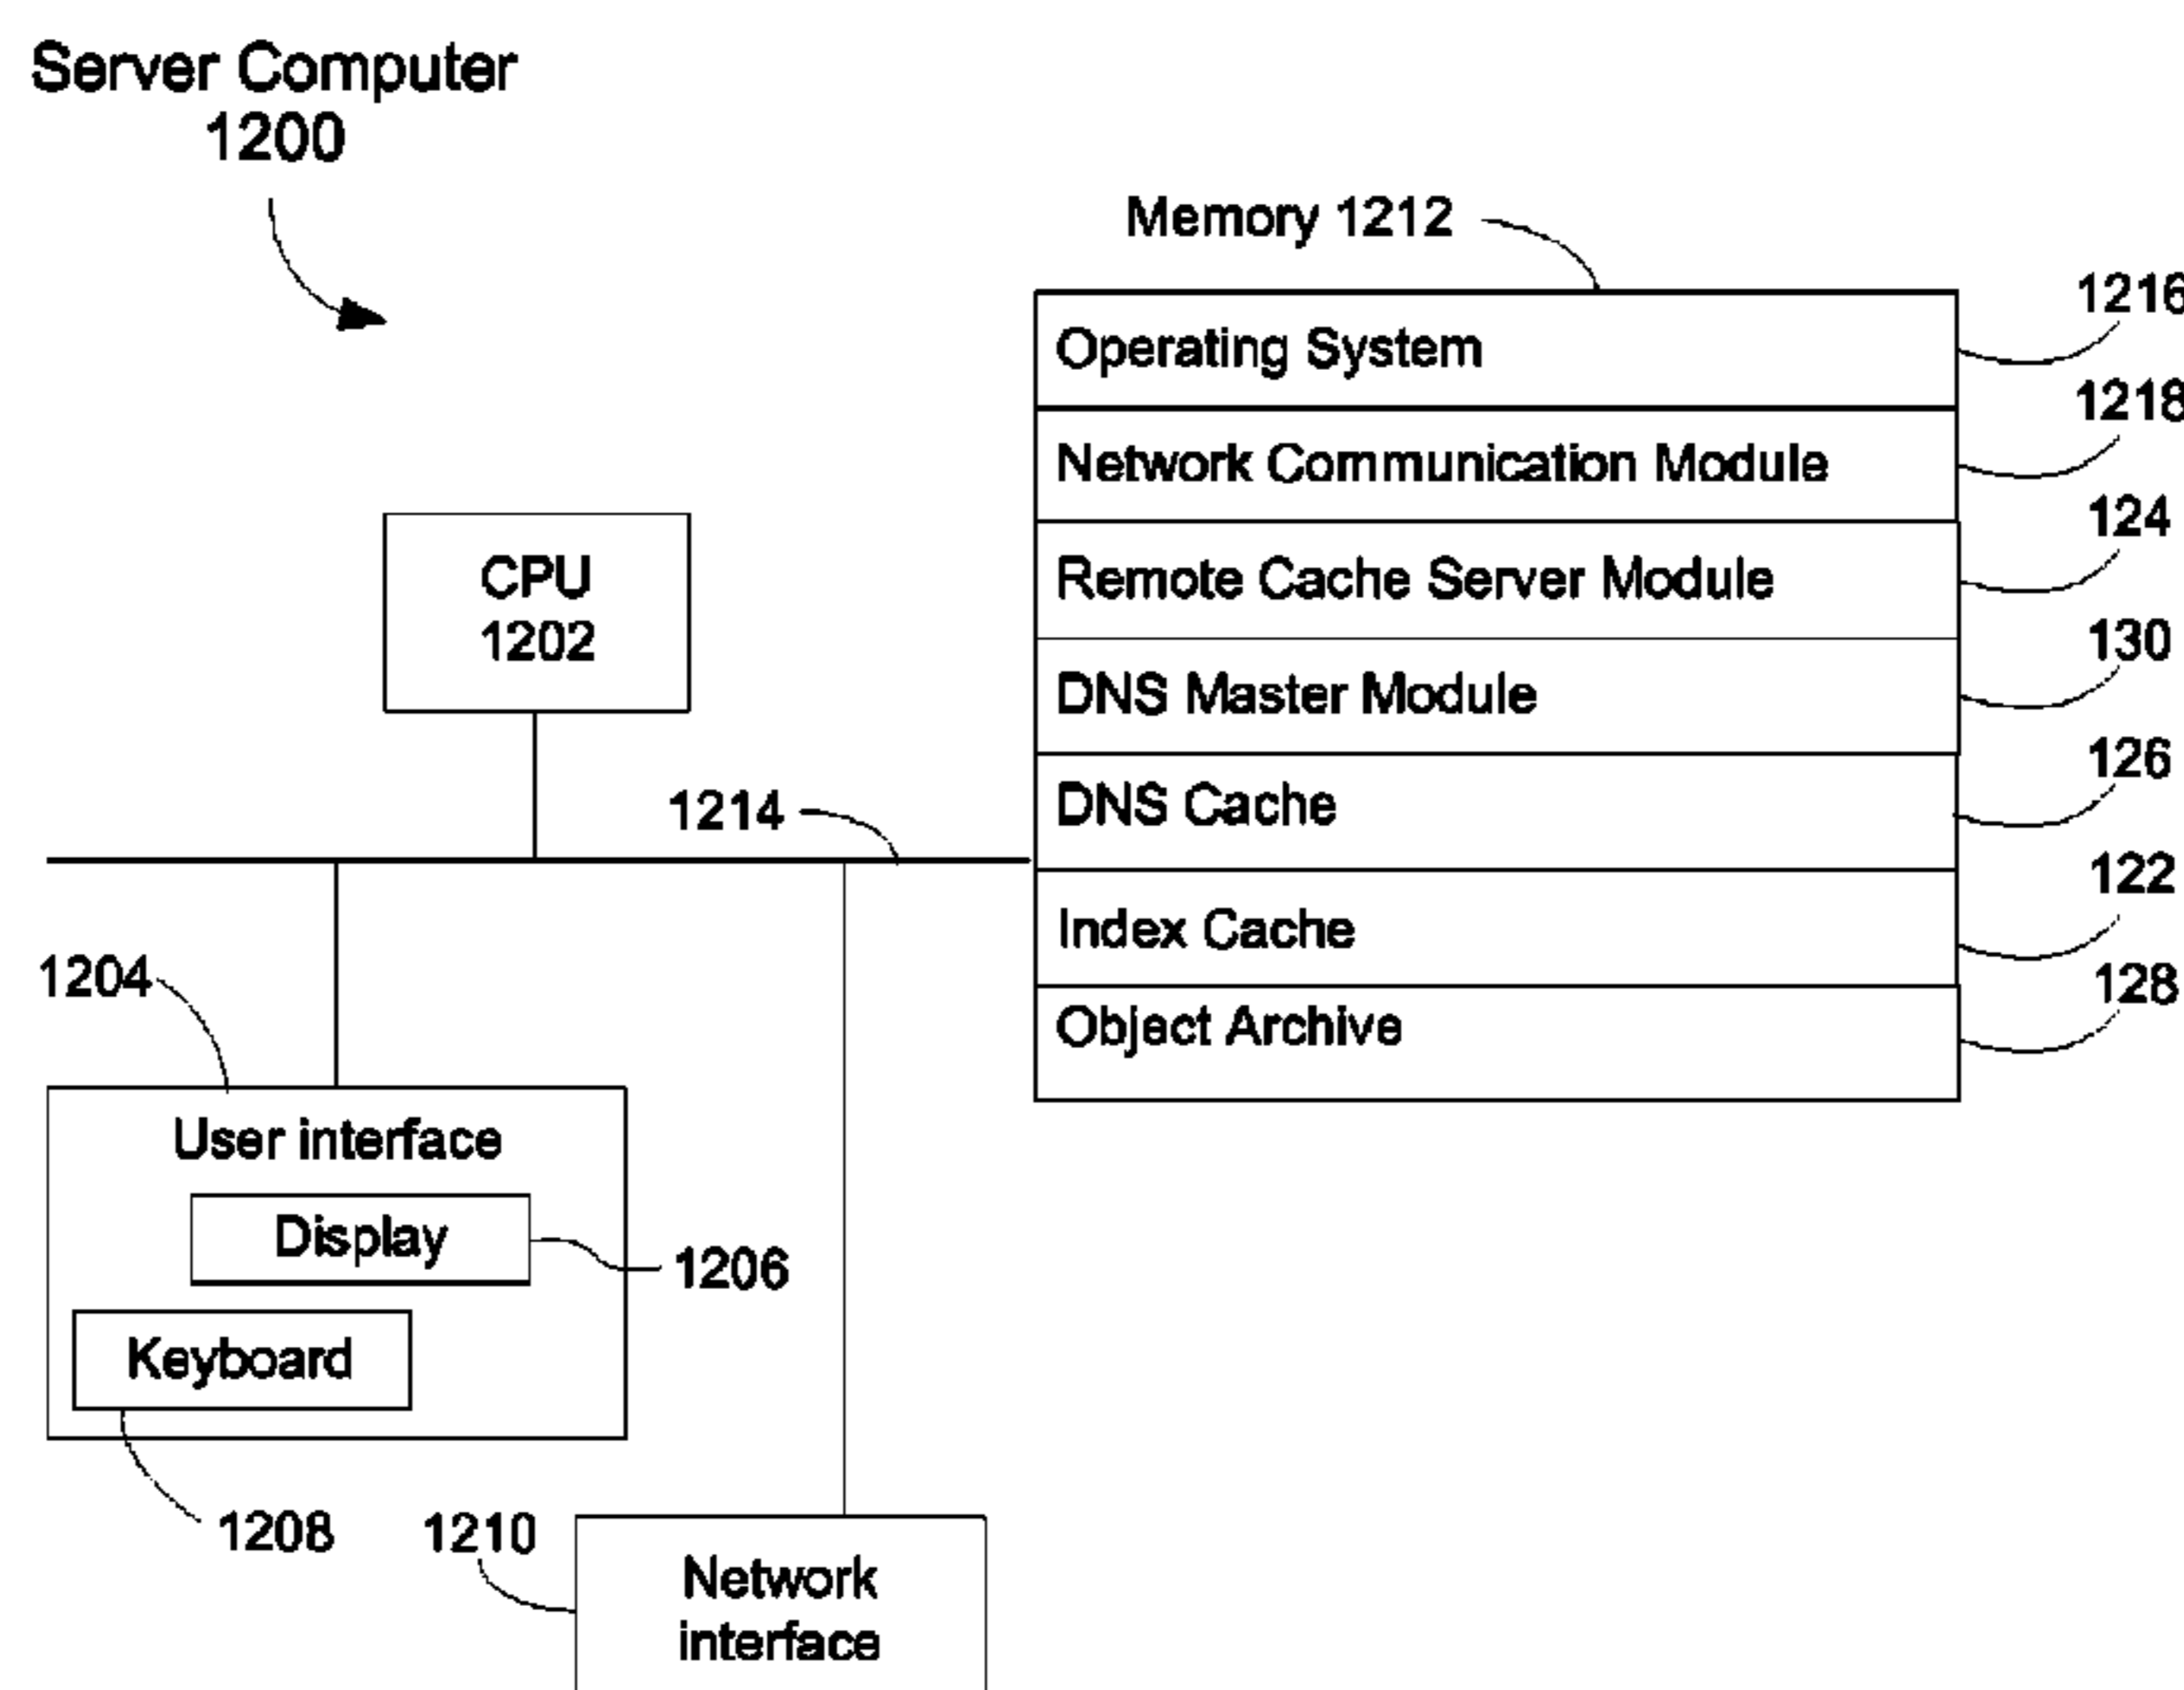 Server Computer
1200
Memory 1212
1216
Operating System
1218
Network Communication Module
124
Remote Cache Server Module
CPU
1202
130
DNS Master Module
126
DNS Cache
1214
122
Index Cache
1204
128
Object Archive
User interface
Display
1206
Keyboard
1208
1210
Network
interface